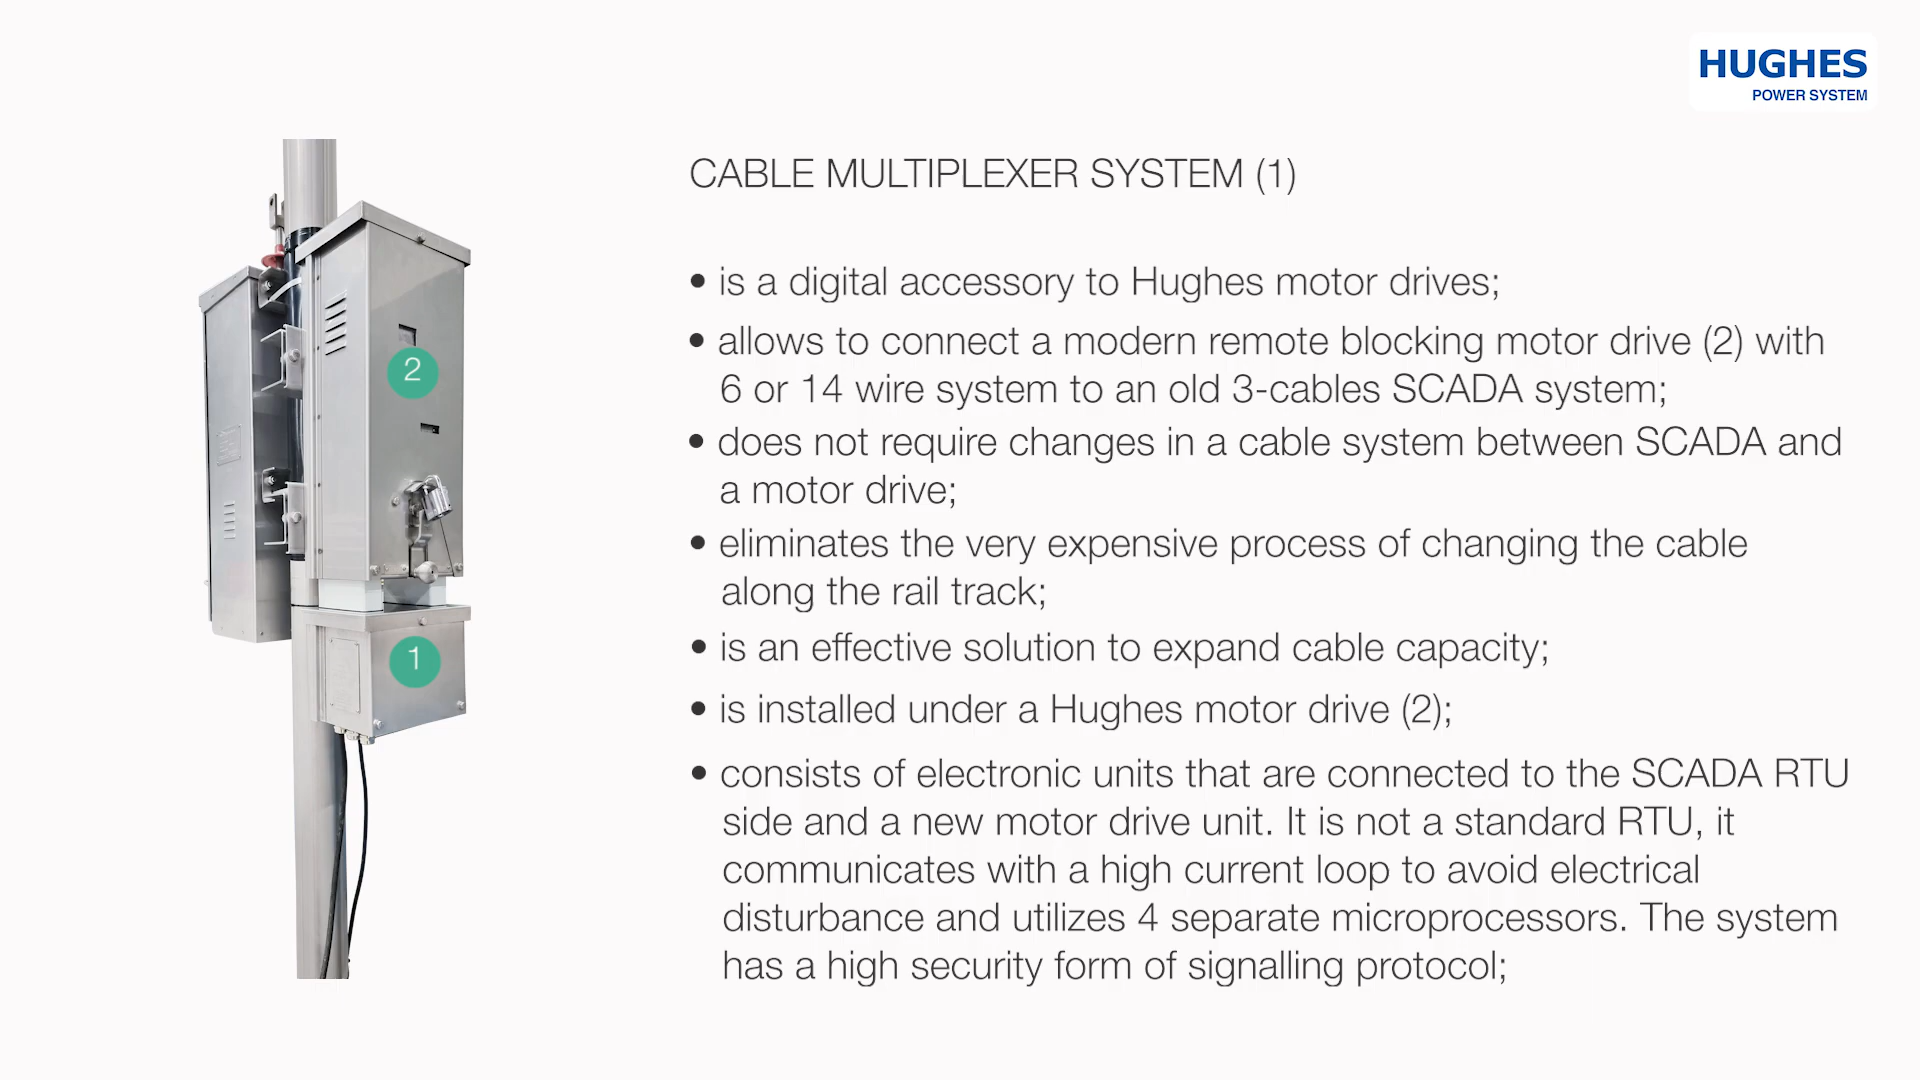 HUGHES
POWER SYSTEM
CABLE MULTIPLEXER SYSTEM (1)
• is a digital accessory to Hughes motor drives;
• allows to connect a modern remote blocking motor drive (2) with
6 or 14 wire system to an old 3-cables SCADA system;
• does not require changes in a cable system between SCADA and
a motor drive;
• eliminates the very expensive process of changing the cable
along the rail track;
• is an effective solution to expand cable capacity;
• is installed under a Hughes motor drive (2);
• consists of electronic units that are connected to the SCADA RTU
side and a new motor drive unit. It is not a standard RTU, it
communicates with a high current loop to avoid electrical
disturbance and utilizes 4 separate microprocessors. The system
has a high security form of signalling protocol;
2
1